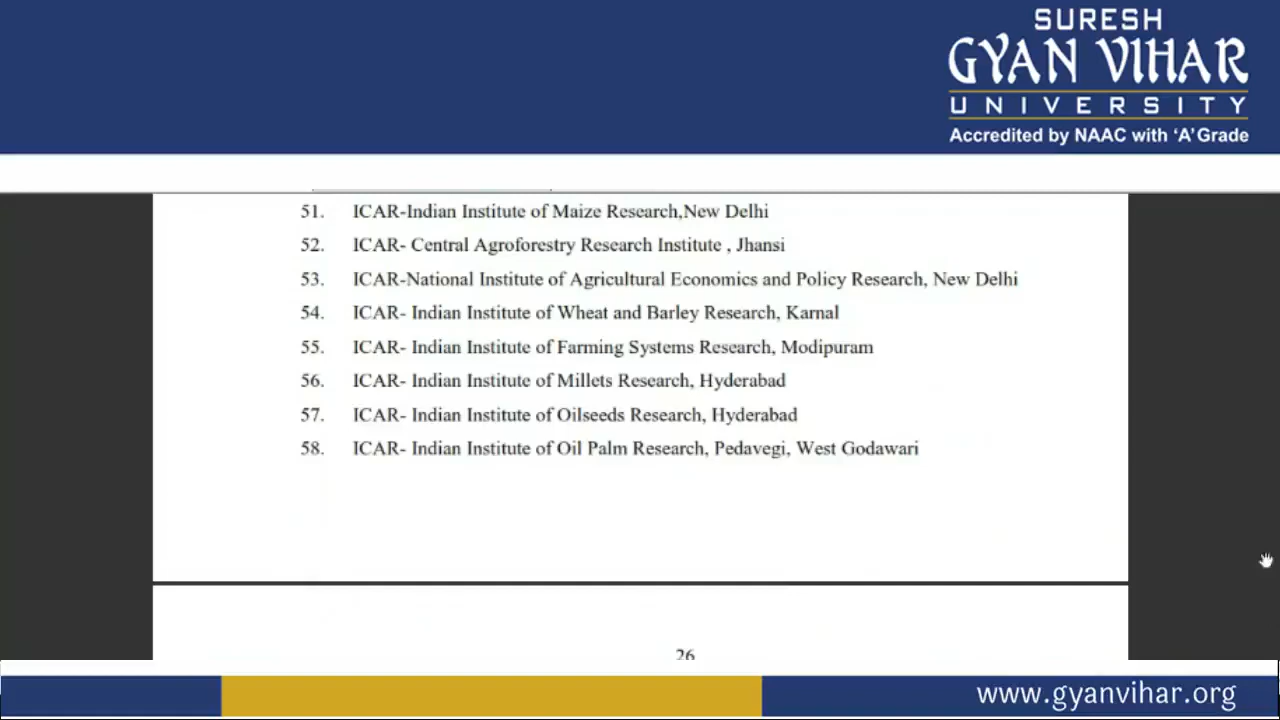 SURESH
GYAN VIHAR
UNIVERSITY
Accredited by NAAC with ‘A’ Grade
51. ICAR-Indian Institute of Maize Research,New Delhi
52. ICAR- Central Agroforestry Research Institute , Jhansi
53. ICAR-National Institute of Agricultural Economics and Policy Research, New Delhi
54. ICAR- Indian Institute of Wheat and Barley Research, Karnal
55. ICAR- Indian Institute of Farming Systems Research, Modipuram
56. ICAR- Indian Institute of Millets Research, Hyderabad
57. ICAR- Indian Institute of Oilseeds Research, Hyderabad
58. ICAR- Indian Institute of Oil Palm Research, Pedavegi, West Godawari
26
www.gyanvihar.org